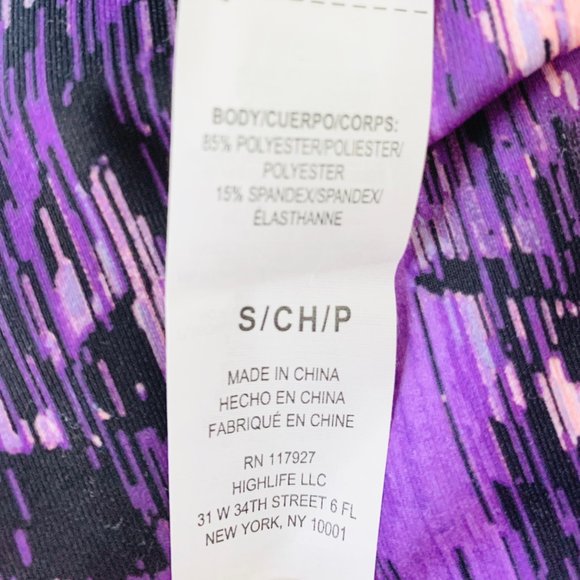 BODY/CUERPO/CORPS:
85% POLYESTER/POLIESTER/
POLYESTER
15% SPANDEX/SPANDEX/
ÉLASTHANNE
S/CH/P
MADE IN CHINA
HECHO EN CHINA
FABRIQUÉ EN CHINE
RN 117927
HIGHLIFE LLC
31 W 34TH STREET 6 FL
NEW YORK, NY 10001